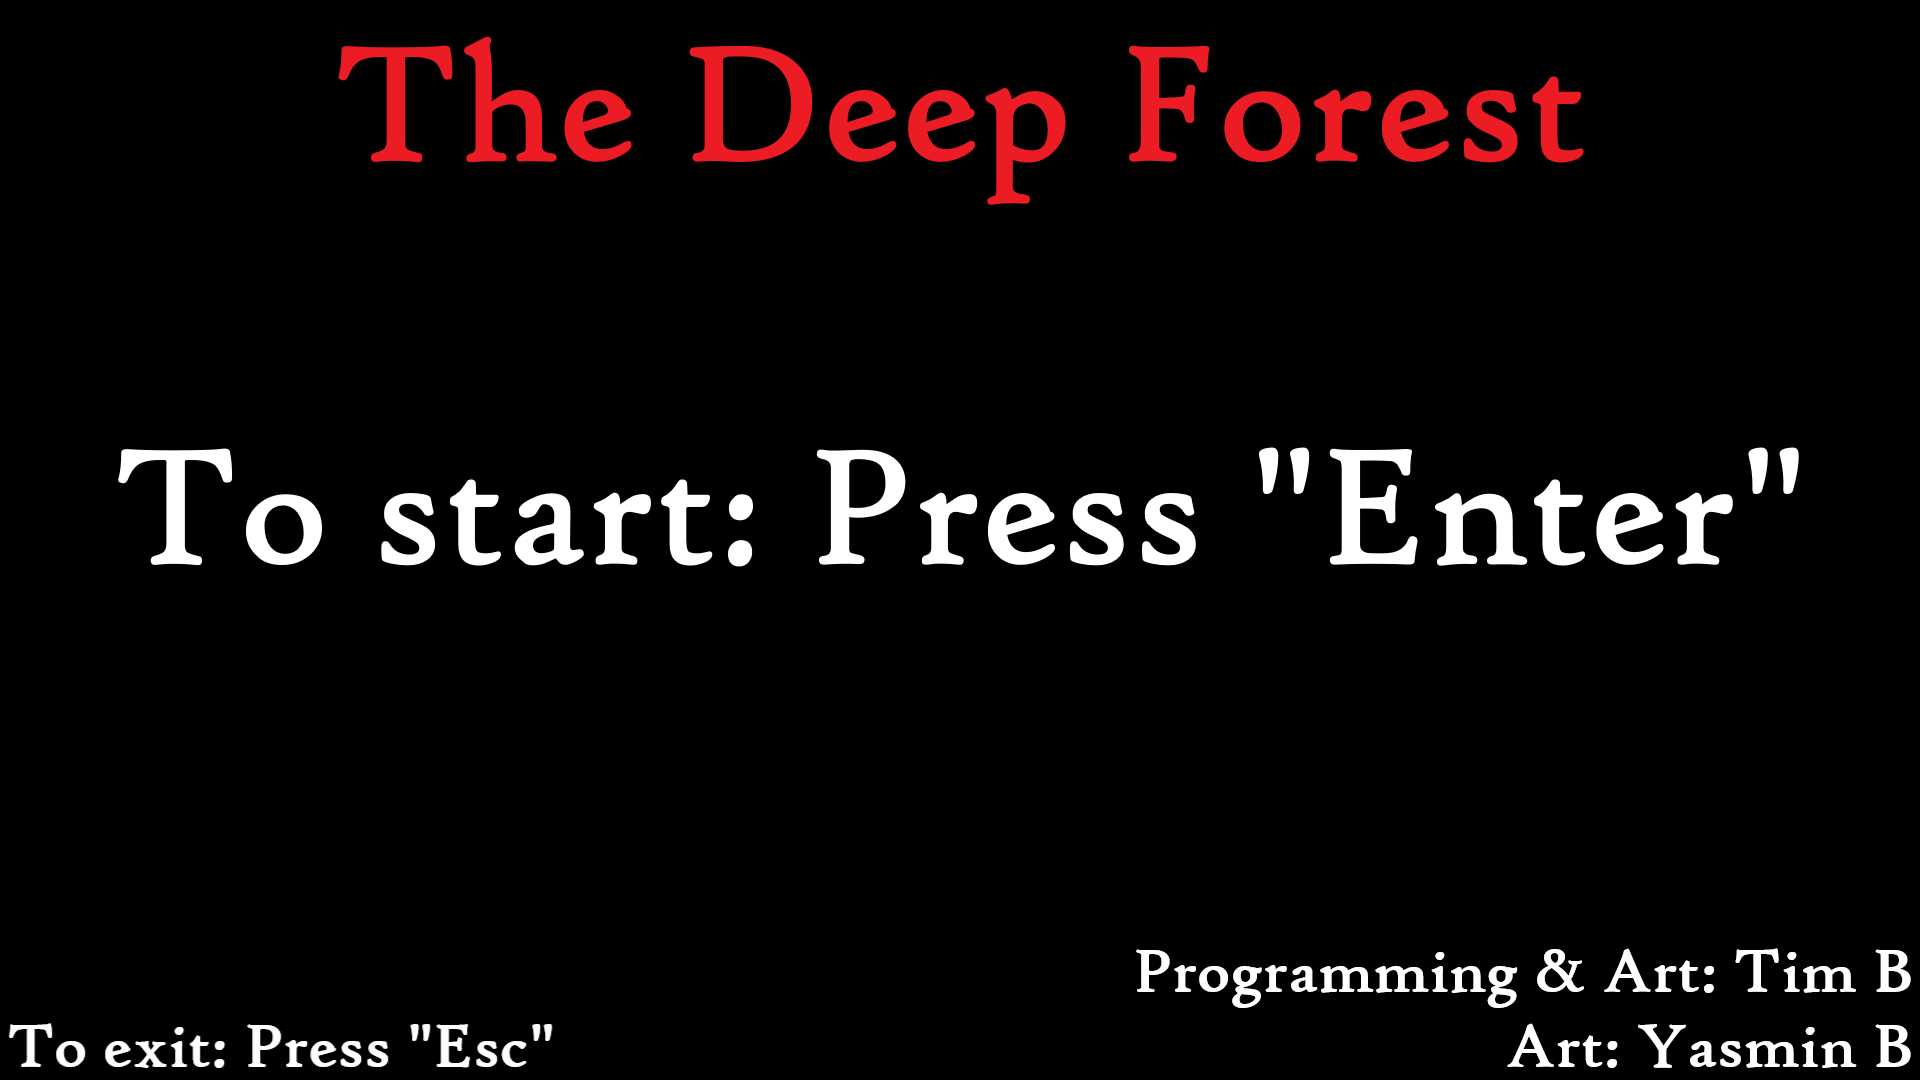 The Deep Forest
To start: Press "Enter"
Programming & Art: Tim B
To exit: Press "Esc"
Art: Yasmin B